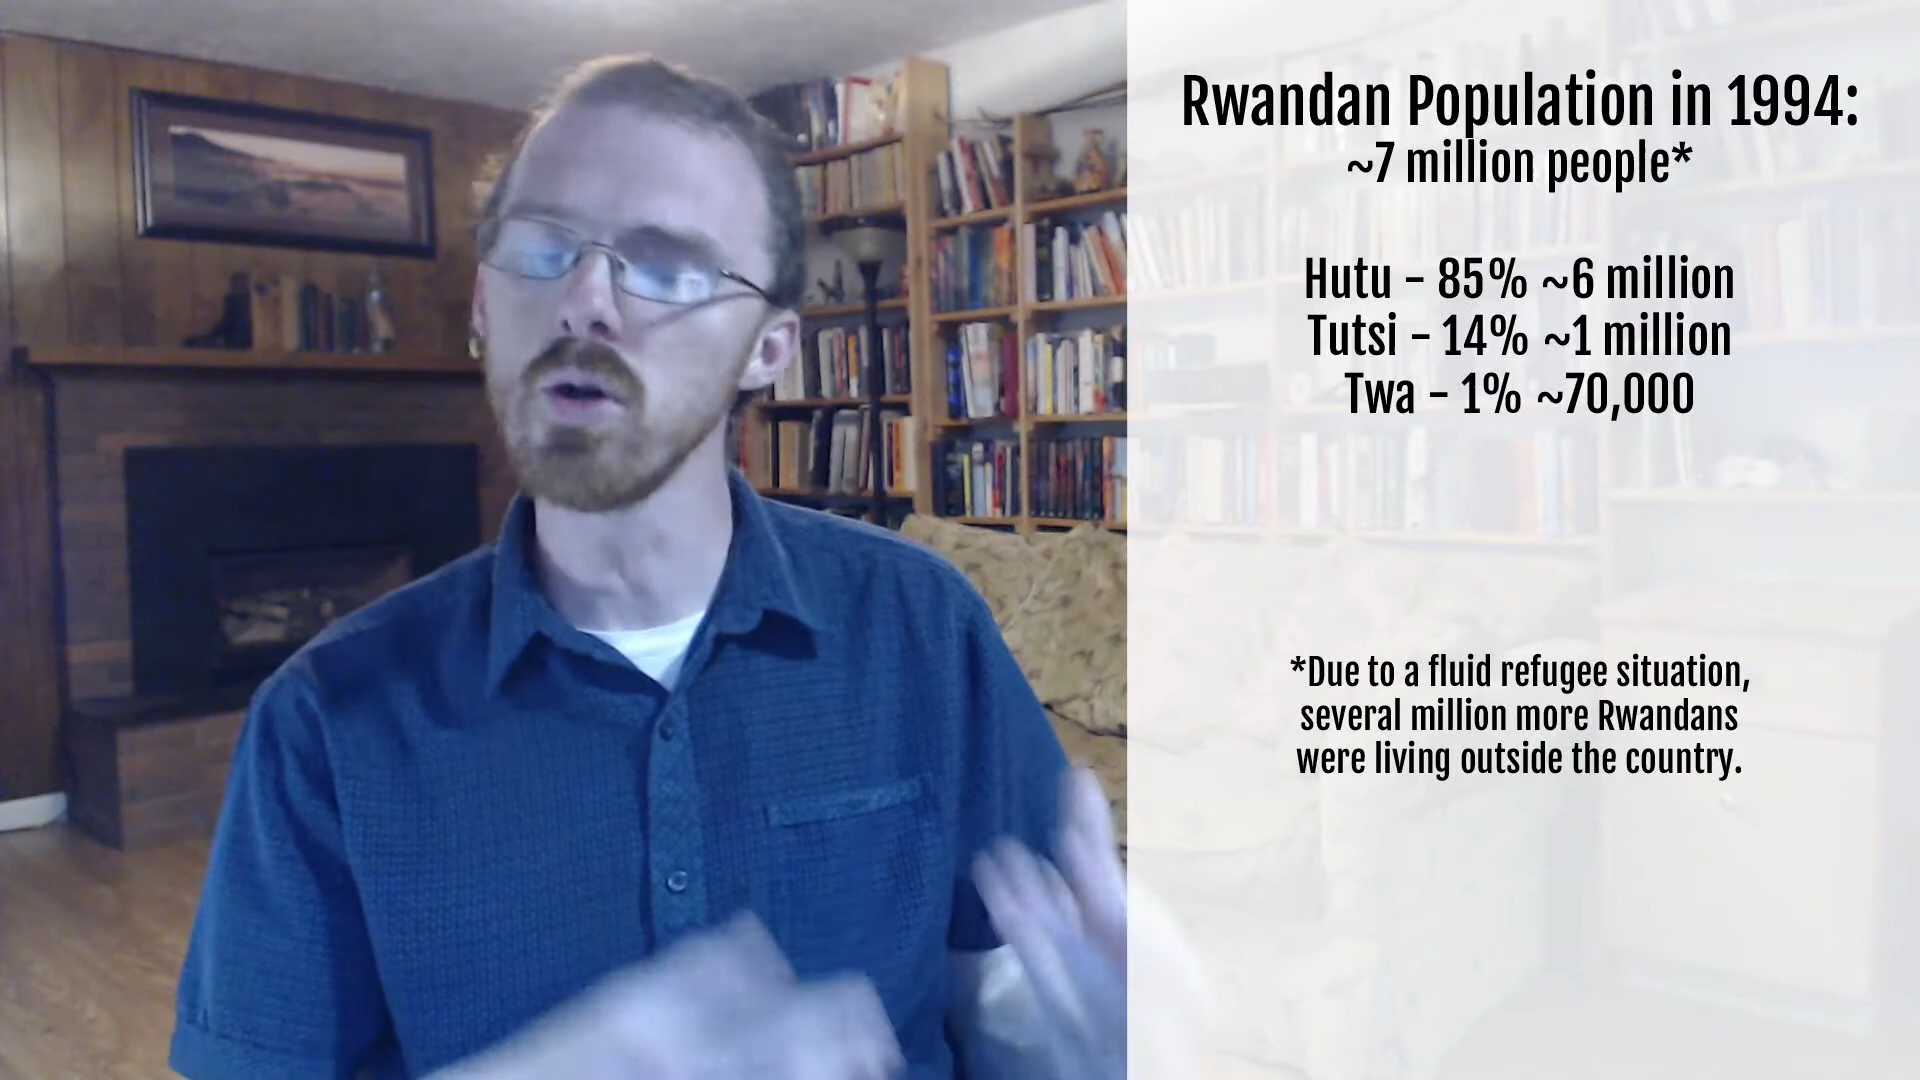 Rwandan Population in 1994:
~7 million people*
Hutu – 85% ~6 million
Tutsi – 14% ~1 million
Twa – 1% ~70,000
*Due to a fluid refugee situation,
several million more Rwandans
were living outside the country.